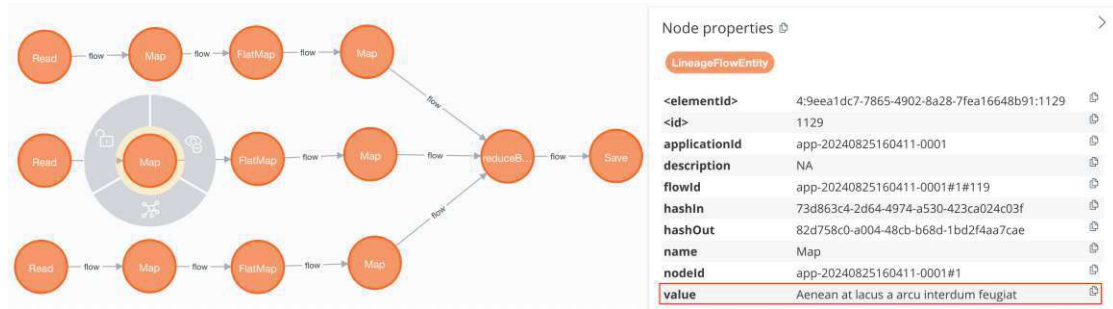 Read flow Map flow FlatMap flow Map
flow
Read Map FlatMap flow Map flow reduceB... flow Save
flow
Read flow Map flow FlatMap flow Map
Node properties
LineageFlowEntity
<elementId> 4:9eea1dc7-7865-4902-8a28-7fea16648b91:1129
<id> 1129
applicationId app-20240825160411-0001
description NA
flowId app-20240825160411-0001#1#119
hashIn 73d863c4-2d64-4974-a530-423ca024c03f
hashOut 82d758c0-a004-48cb-b68d-1bd2f4aa7cae
name Map
nodeId app-20240825160411-0001#1
value Aenean at lacus a arcu interdum feugiat